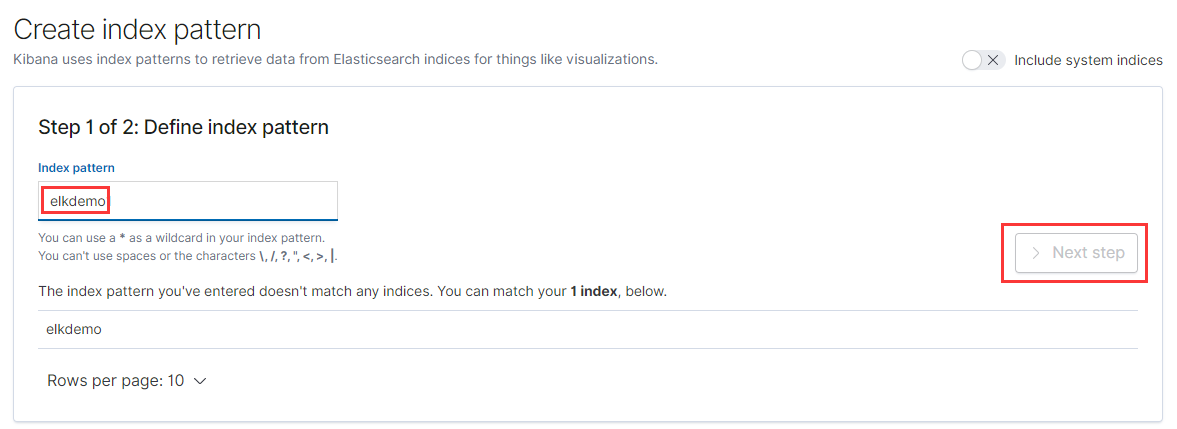 Create index pattern
Kibana uses index patterns to retrieve data from Elasticsearch indices for things like visualizations.
Include system indices
Step 1 of 2: Define index pattern
Index pattern
elkdemo
You can use a * as a wildcard in your index pattern.
You can't use spaces or the characters \, /, ?, ", <, >, |.
Next step
The index pattern you've entered doesn't match any indices. You can match your 1 index, below.
elkdemo
Rows per page: 10